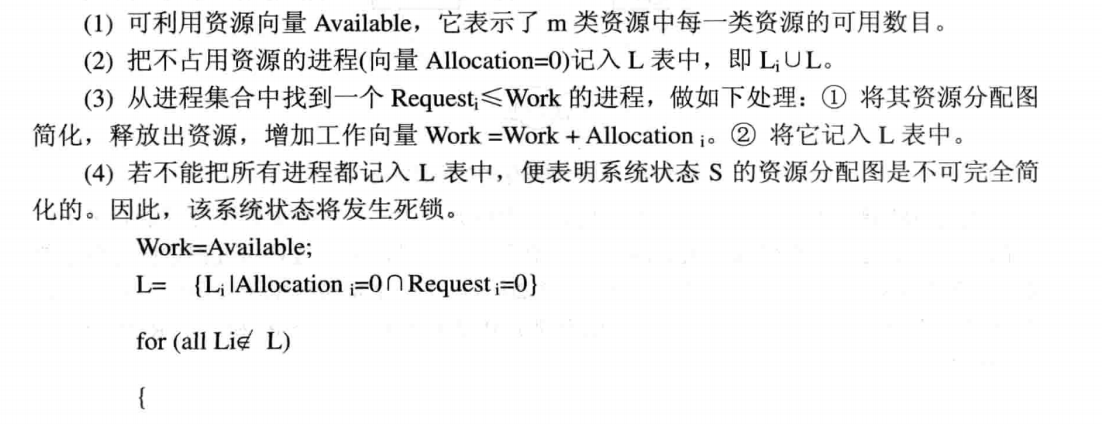 (1) 可利用资源向量 Available，它表示了 m 类资源中每一类资源的可用数目。
(2) 把不占用资源的进程(向量 Allocation=0)记入 L 表中，即 Lᵢ∪L。
(3) 从进程集合中找到一个 Requestᵢ≤Work 的进程，做如下处理：① 将其资源分配图
简化，释放出资源，增加工作向量 Work =Work + Allocation ᵢ。② 将它记入 L 表中。
(4) 若不能把所有进程都记入 L 表中，便表明系统状态 S 的资源分配图是不可完全简
化的。因此，该系统状态将发生死锁。
Work=Available;
L= {Lᵢ|Allocation ᵢ=0∩Request ᵢ=0}
for (all Li∉ L)
{